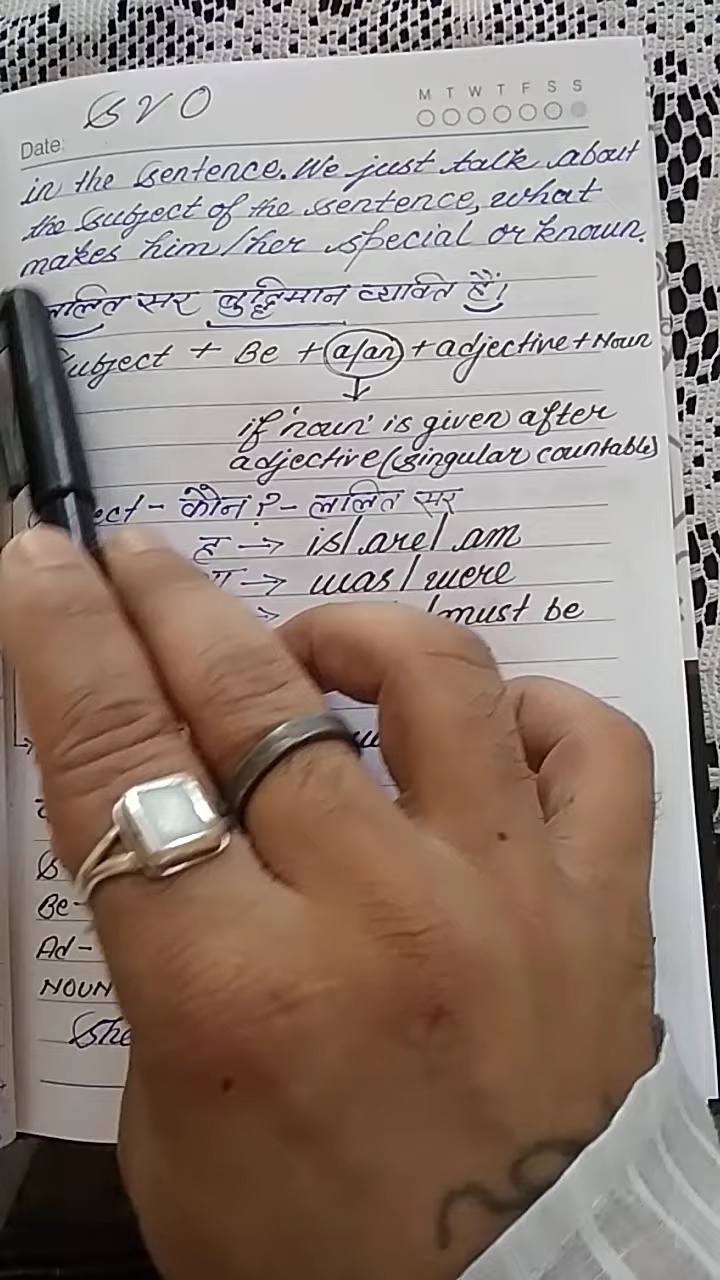 SVO
M T W T F S S
Date:
in the sentence. We just talk about
the subject of the sentence, what
makes him/her special or known.
ललित सर बुद्धिमान व्यक्ति हैं।
Subject + Be + a/an + adjective + Noun
if 'noun' is given after
adjective (singular countable)
ect - कौन? - ललित सर
है → is/are/am
→ was/were
→ /must be
S-
Be-
Ad-
NOUN
She